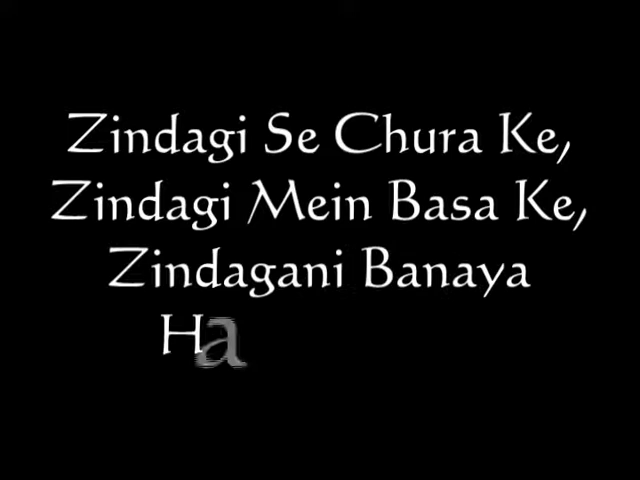 Zindagi Se Chura Ke,
Zindagi Mein Basa Ke,
Zindagani Banaya
Ha